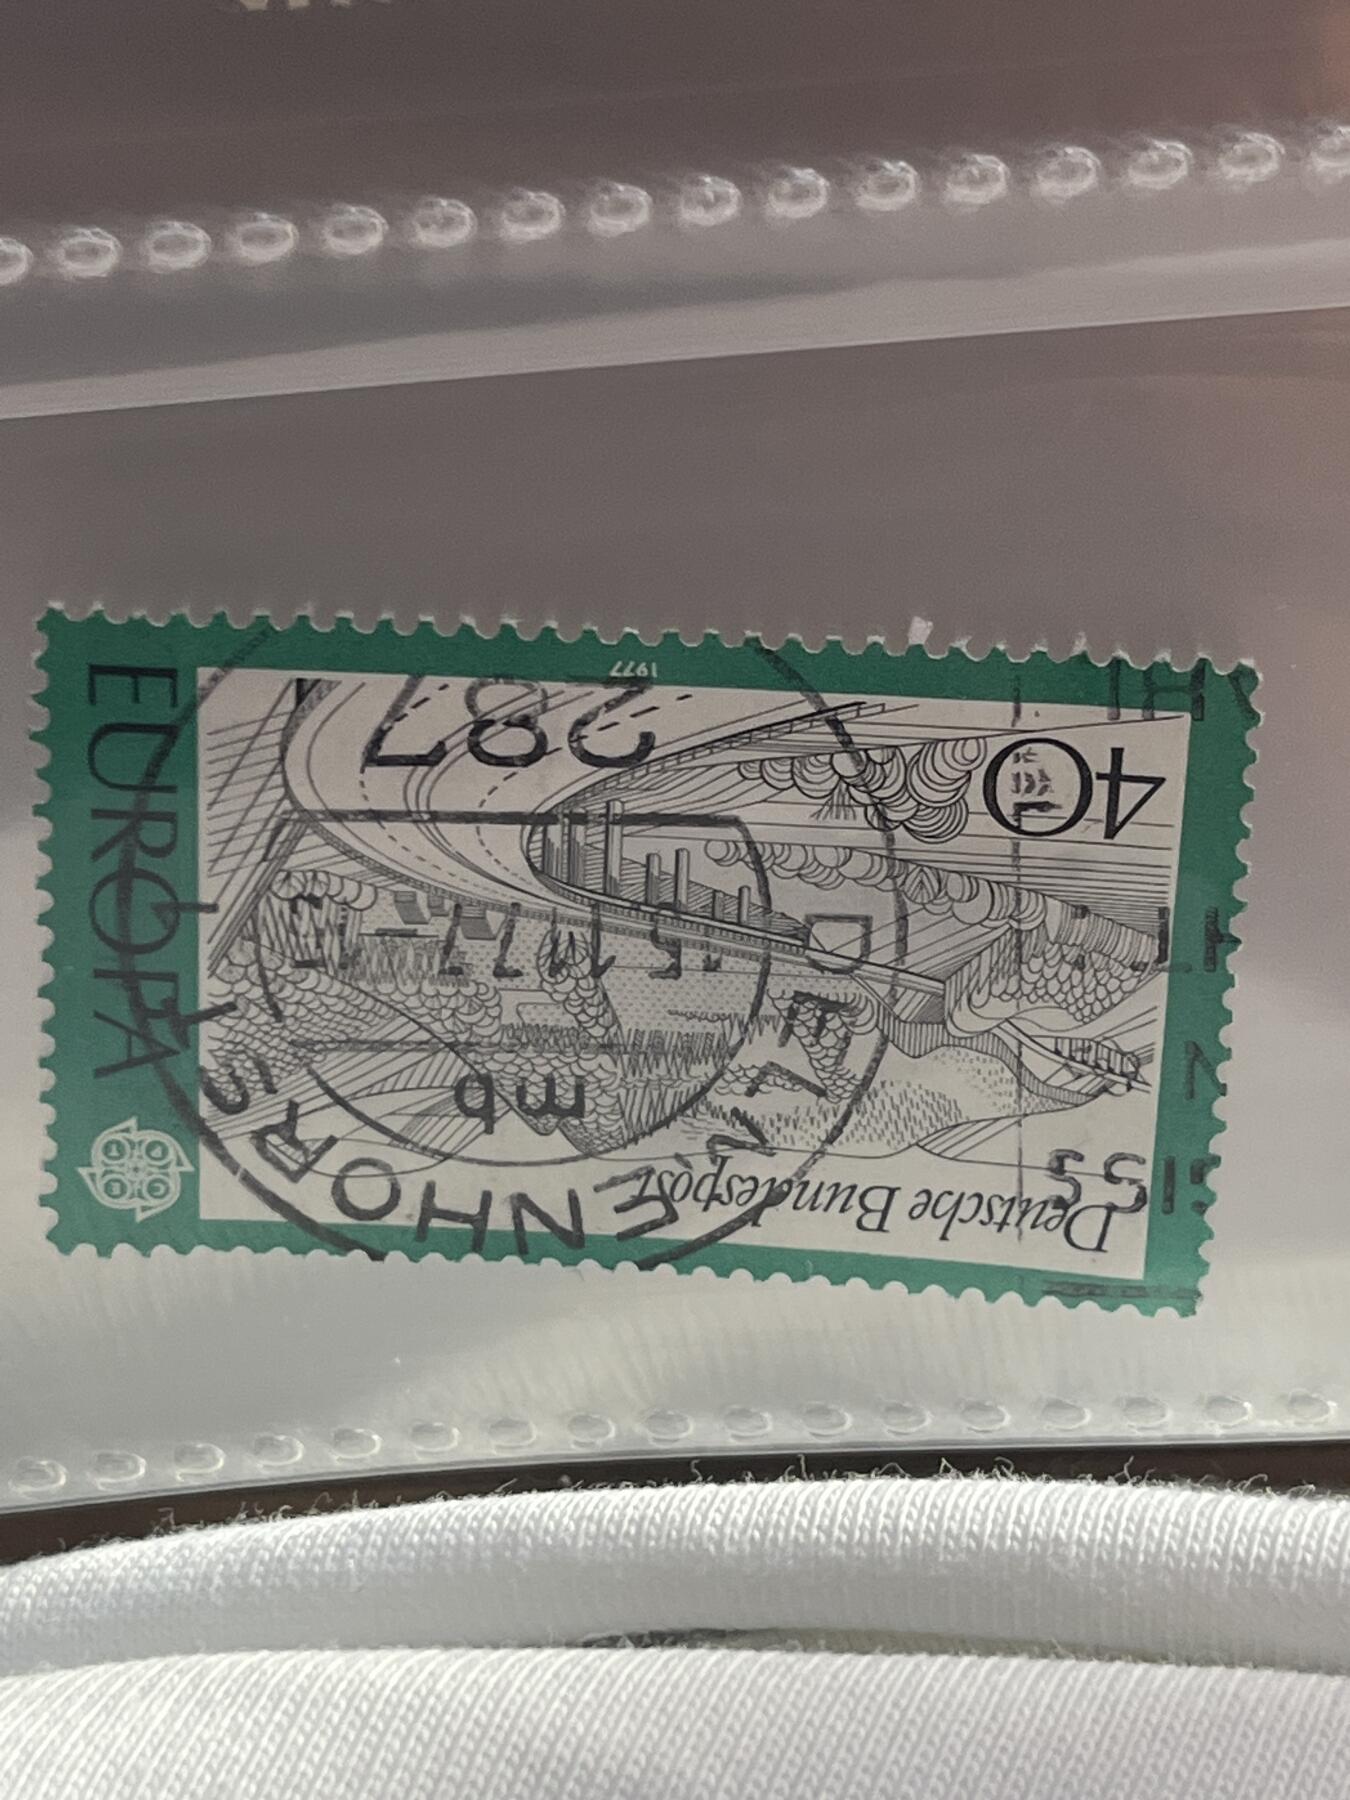 Deutsche Bundespost
DELMENHORST
mb
40
287
1977
EUROPA